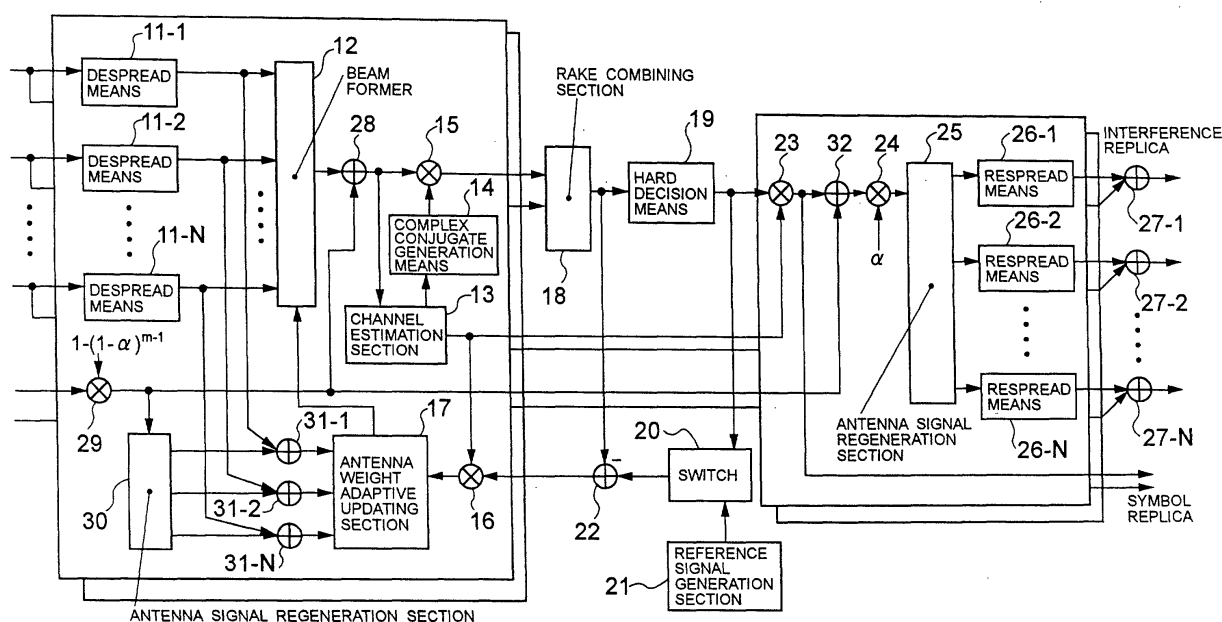 11-1
DESPREAD
MEANS
12
BEAM
FORMER
11-2
DESPREAD
MEANS
28
15
14
COMPLEX
CONJUGATE
GENERATION
MEANS
11-N
DESPREAD
MEANS
13
CHANNEL
ESTIMATION
SECTION
1-(1-α)^m-1
29
30
31-1
31-2
31-N
17
ANTENNA
WEIGHT
ADAPTIVE
UPDATING
SECTION
ANTENNA SIGNAL REGENERATION SECTION
16
RAKE COMBINING
SECTION
18
19
HARD
DECISION
MEANS
20
SWITCH
-
22
21
REFERENCE
SIGNAL
GENERATION
SECTION
23
32
24
α
25
ANTENNA SIGNAL
REGENERATION
SECTION
26-1
RESPREAD
MEANS
26-2
RESPREAD
MEANS
RESPREAD
MEANS
26-N
INTERFERENCE
REPLICA
27-1
27-2
27-N
SYMBOL
REPLICA